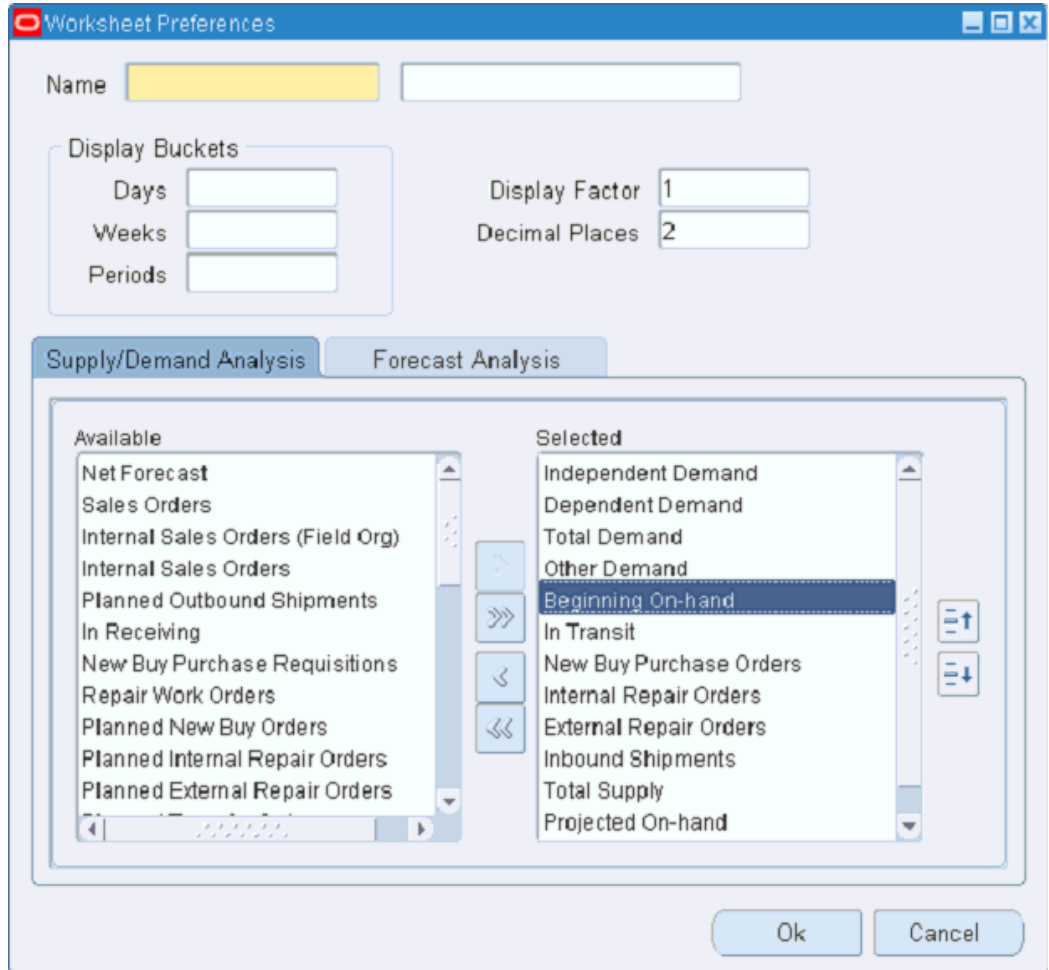 Worksheet Preferences
Name
Display Buckets
Days
Weeks
Periods
Display Factor 1
Decimal Places 2
Supply/Demand Analysis
Forecast Analysis
Available
Net Forecast
Sales Orders
Internal Sales Orders (Field Org)
Internal Sales Orders
Planned Outbound Shipments
In Receiving
New Buy Purchase Requisitions
Repair Work Orders
Planned New Buy Orders
Planned Internal Repair Orders
Planned External Repair Orders
Selected
Independent Demand
Dependent Demand
Total Demand
Other Demand
Beginning On-hand
In Transit
New Buy Purchase Orders
Internal Repair Orders
External Repair Orders
Inbound Shipments
Total Supply
Projected On-hand
Ok
Cancel